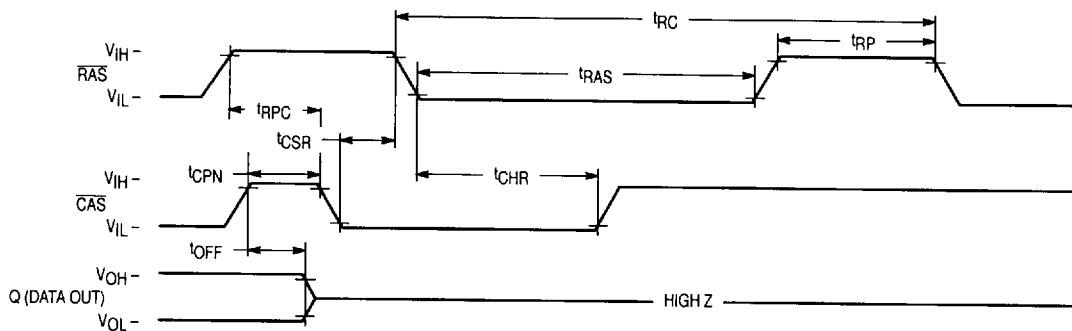 tRC
VIH
tRP
RAS
tRAS
VIL
tRPC
tCSR
tCPN
VIH
tCHR
CAS
VIL
tOFF
VOH
Q (DATA OUT)
HIGH Z
VOL